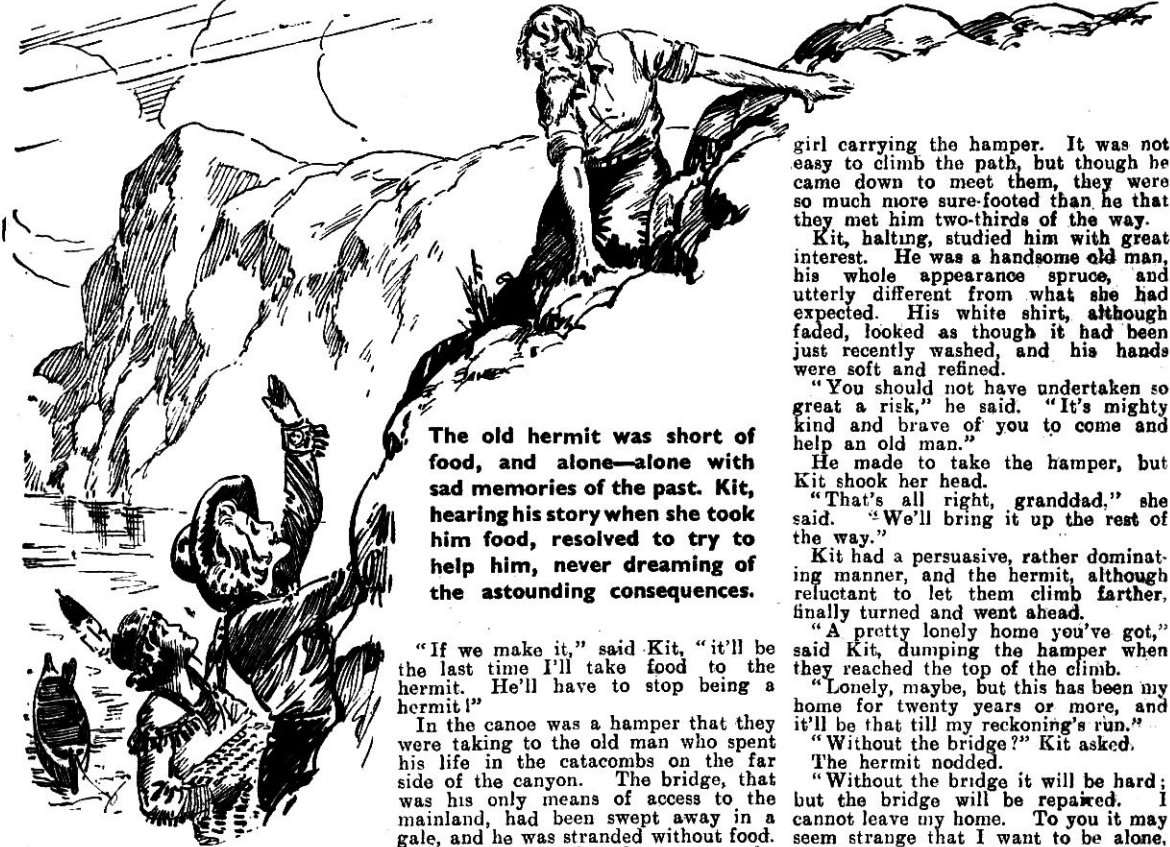 The old hermit was short of
food, and alone—alone with
sad memories of the past. Kit,
hearing his story when she took
him food, resolved to try to
help him, never dreaming of
the astounding consequences.
"If we make it," said Kit, "it'll be
the last time I'll take food to the
hermit. He'll have to stop being a
hermit!"
In the canoe was a hamper that they
were taking to the old man who spent
his life in the catacombs on the far
side of the canyon. The bridge, that
was his only means of access to the
mainland, had been swept away in a
gale, and he was stranded without food.
girl carrying the hamper. It was not
easy to climb the path, but though he
came down to meet them, they were
so much more sure-footed than he that
they met him two-thirds of the way.
Kit, halting, studied him with great
interest. He was a handsome old man,
his whole appearance spruce, and
utterly different from what she had
expected. His white shirt, although
faded, looked as though it had been
just recently washed, and his hands
were soft and refined.
"You should not have undertaken so
great a risk," he said. "It's mighty
kind and brave of you to come and
help an old man."
He made to take the hamper, but
Kit shook her head.
"That's all right, granddad," she
said. "We'll bring it up the rest of
the way."
Kit had a persuasive, rather dominat-
ing manner, and the hermit, although
reluctant to let them climb farther,
finally turned and went ahead.
"A pretty lonely home you've got,"
said Kit, dumping the hamper when
they reached the top of the climb.
"Lonely, maybe, but this has been my
home for twenty years or more, and
it'll be that till my reckoning's run."
"Without the bridge?" Kit asked.
The hermit nodded.
"Without the bridge it will be hard;
but the bridge will be repaired. I
cannot leave my home. To you it may
seem strange that I want to be alone,